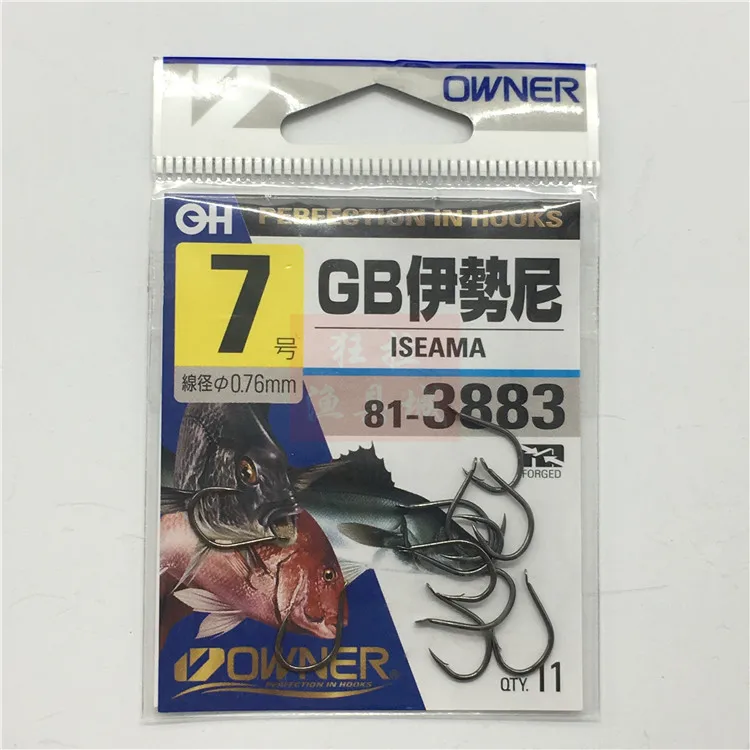 OWNER
OH PERFECTION IN HOOKS
7
号
線径Φ0.76mm
GB伊勢尼
ISEAMA
81-3883
FORGED
OWNER®
PERFECTION IN HOOKS
QTY. 11